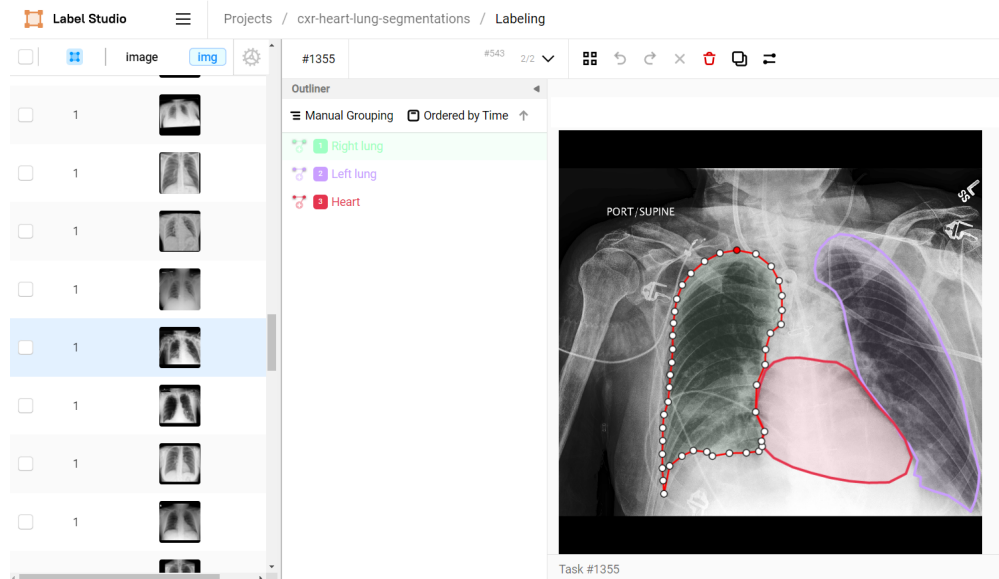 Label Studio
Projects / cxr-heart-lung-segmentations / Labeling
image img
#1355
#543 2/2
Outliner
Manual Grouping Ordered by Time
1 Right lung
2 Left lung
3 Heart
1
1
1
1
1
1
1
1
PORT/SUPINE
SS
Task #1355